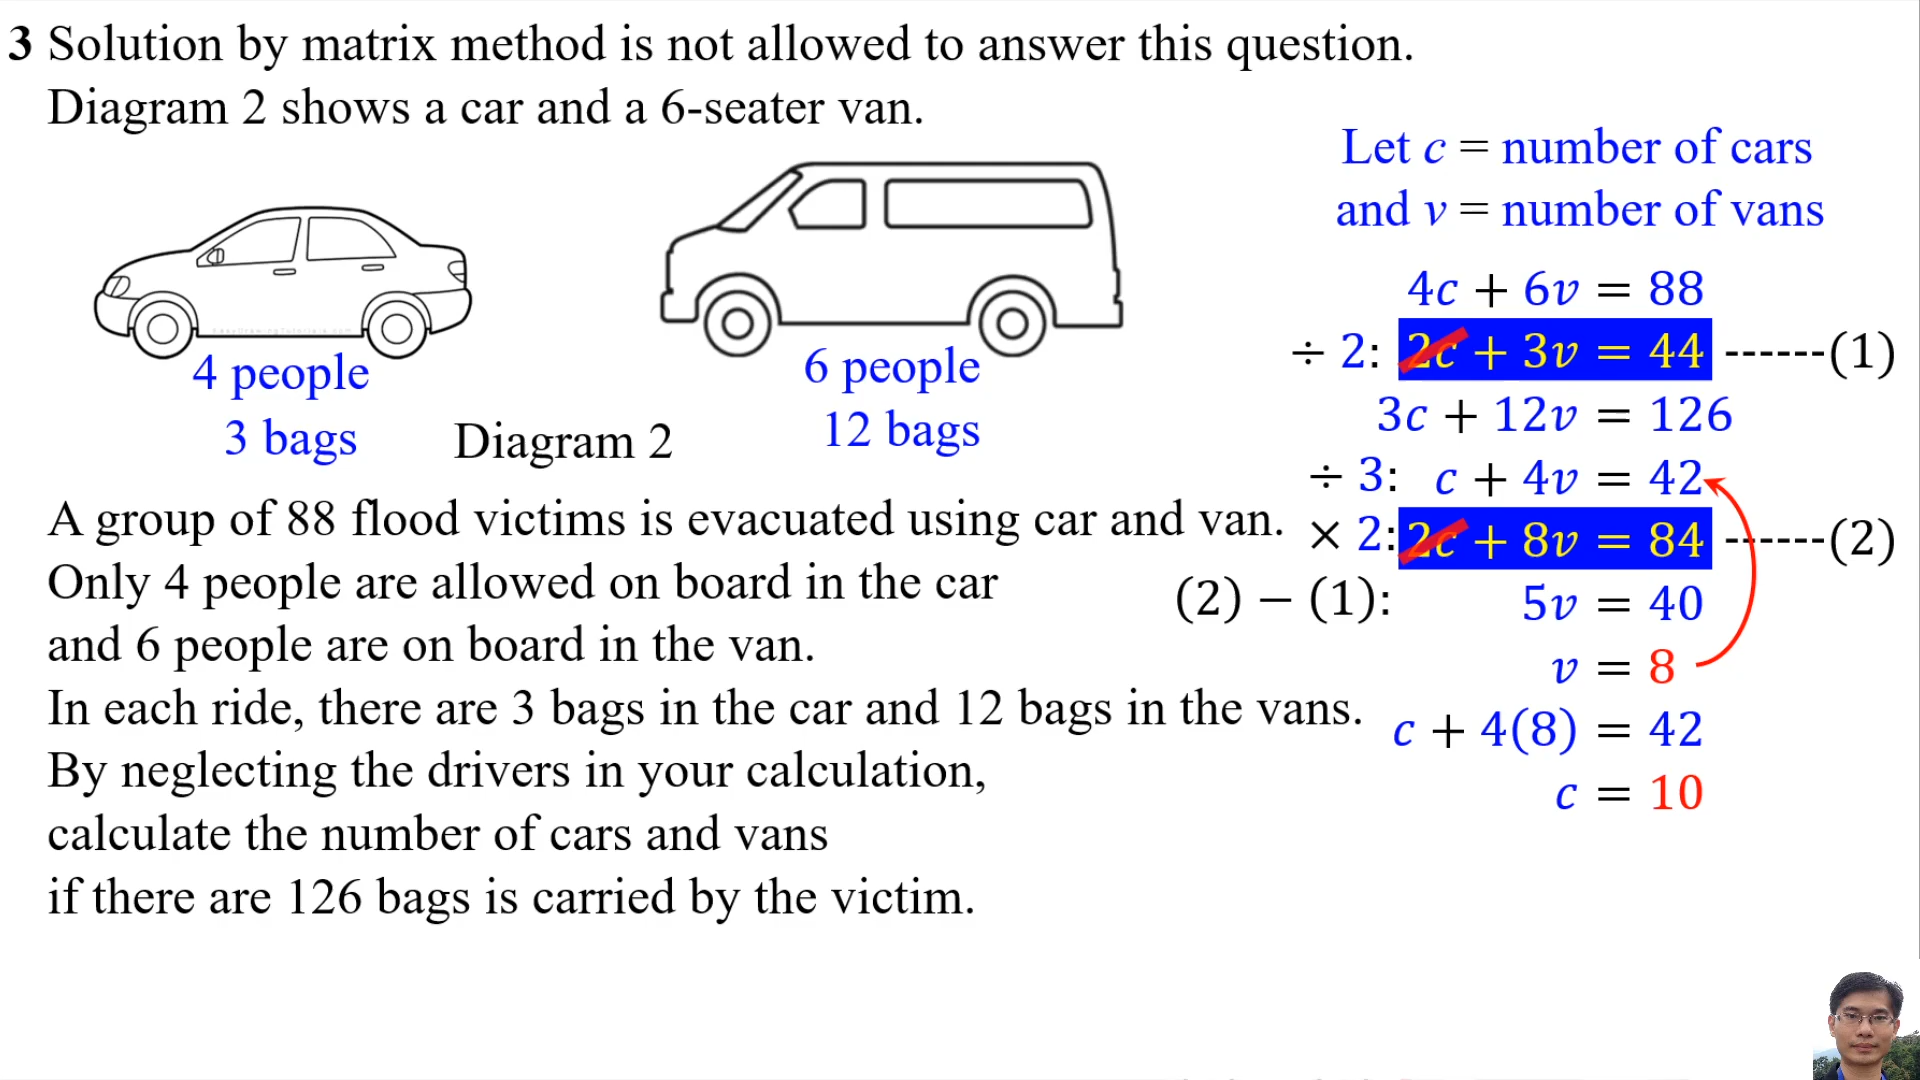 3 Solution by matrix method is not allowed to answer this question.
Diagram 2 shows a car and a 6-seater van.
4 people
3 bags
6 people
12 bags
Diagram 2
A group of 88 flood victims is evacuated using car and van.
Only 4 people are allowed on board in the car
and 6 people are on board in the van.
In each ride, there are 3 bags in the car and 12 bags in the vans.
By neglecting the drivers in your calculation,
calculate the number of cars and vans
if there are 126 bags is carried by the victim.
Let c = number of cars
and v = number of vans
4c + 6v = 88
÷ 2: 2c + 3v = 44 ------(1)
3c + 12v = 126
÷ 3: c + 4v = 42
× 2: 2c + 8v = 84 ------(2)
(2) − (1): 5v = 40
v = 8
c + 4(8) = 42
c = 10